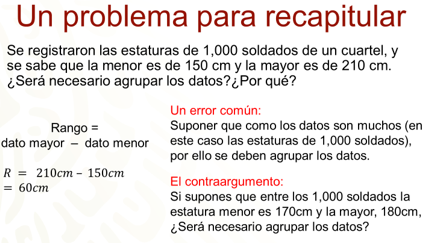 Un problema para recapitular
Se registraron las estaturas de 1,000 soldados de un cuartel, y
se sabe que la menor es de 150 cm y la mayor es de 210 cm.
¿Será necesario agrupar los datos?¿Por qué?
Rango =
dato mayor – dato menor
R = 210cm – 150cm
= 60cm
Un error común:
Suponer que como los datos son muchos (en
este caso las estaturas de 1,000 soldados),
por ello se deben agrupar los datos.
El contraargumento:
Si supones que entre los 1,000 soldados la
estatura menor es 170cm y la mayor, 180cm,
¿Será necesario agrupar los datos?